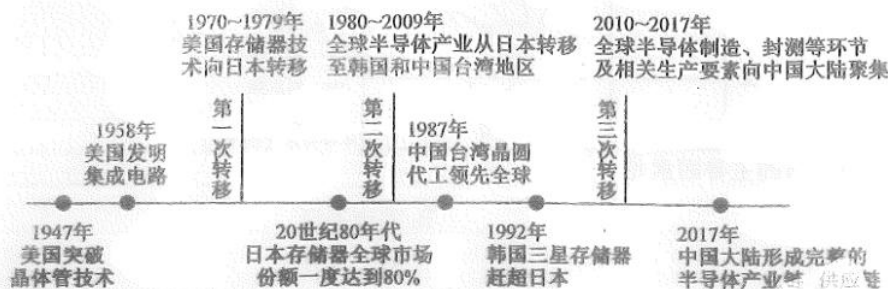 1970~1979年
美国存储器技
术向日本转移
1980~2009年
全球半导体产业从日本转移
至韩国和中国台湾地区
2010~2017年
全球半导体制造、封测等环节
及相关生产要素向中国大陆聚集
第一次转移
第二次转移
第三次转移
1958年
美国发明
集成电路
1987年
中国台湾晶圆
代工领先全球
1947年
美国突破
晶体管技术
20世纪80年代
日本存储器全球市场
份额一度达到80%
1992年
韩国三星存储器
赶超日本
2017年
中国大陆形成完整的
半导体产业链
供应链